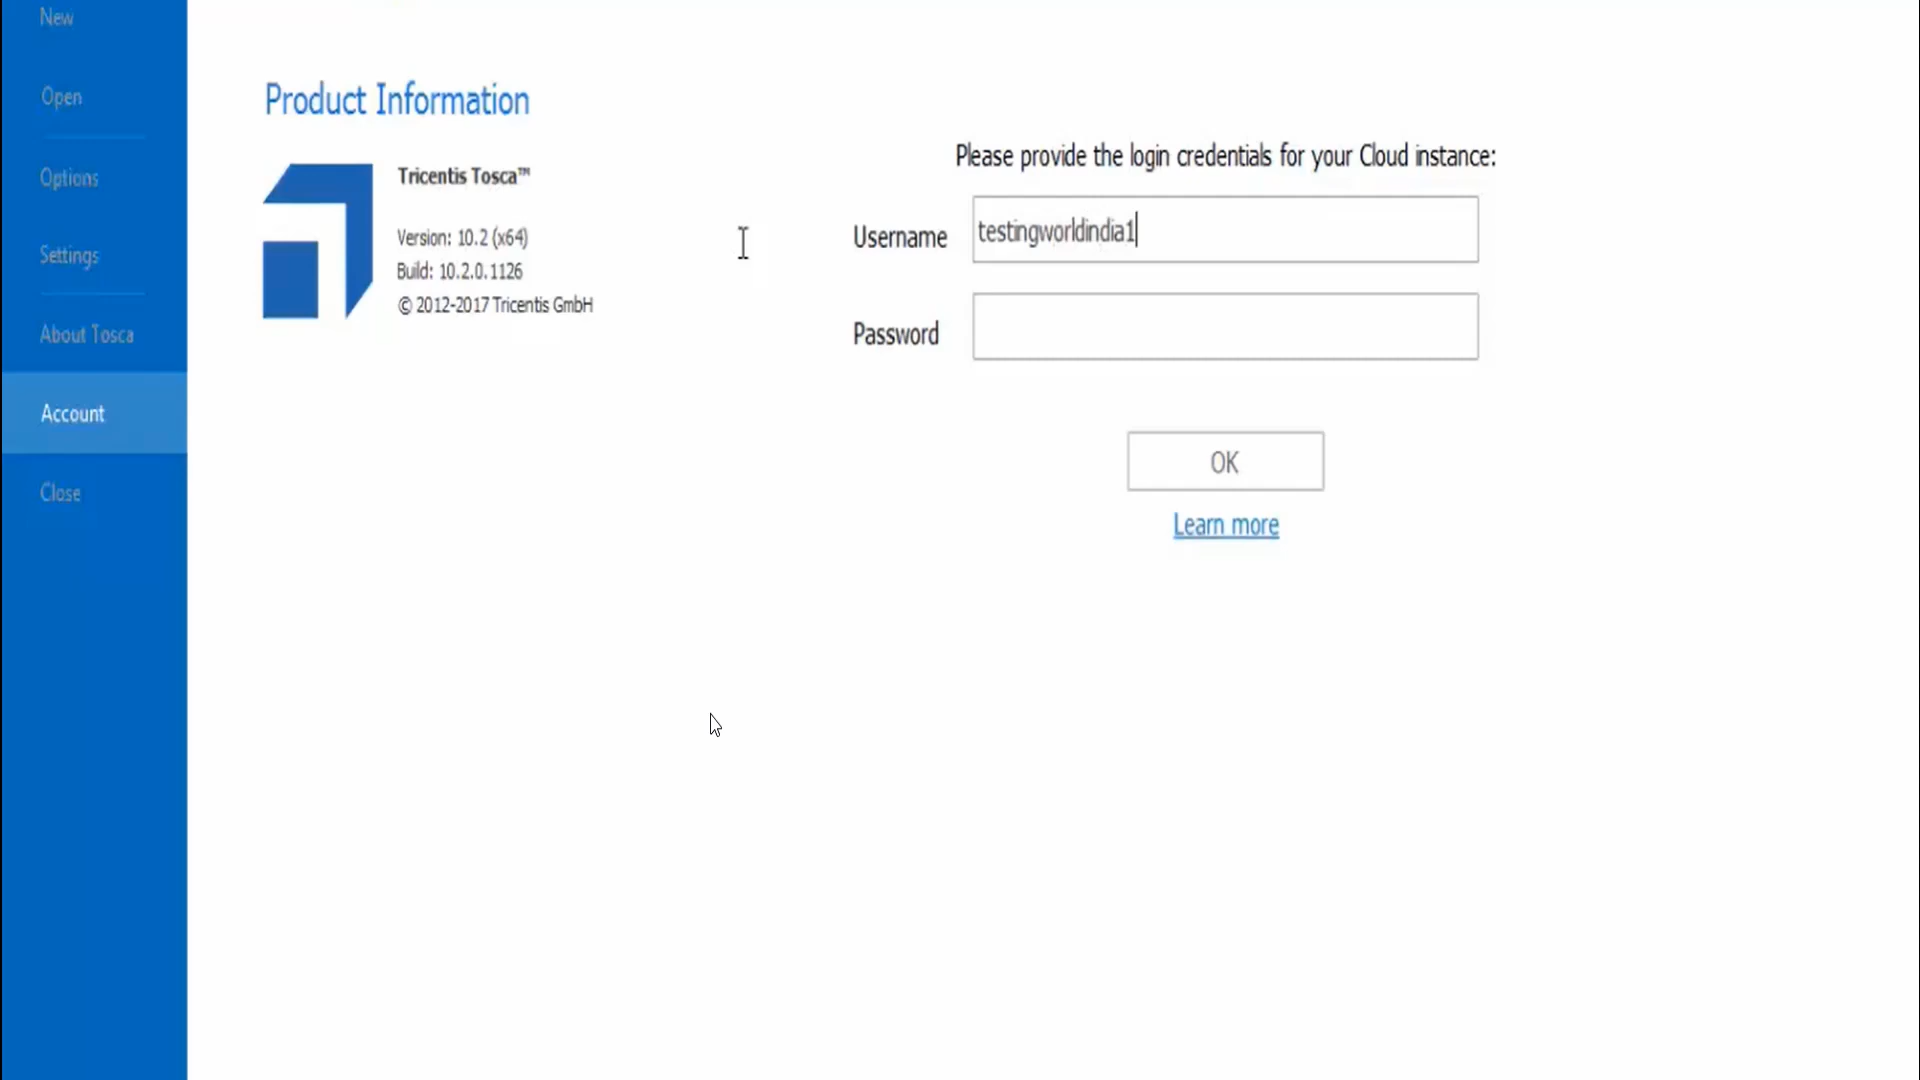 New
Open
Options
Settings
About Tosca
Account
Close
Product Information
Tricentis Tosca™
Version: 10.2 (x64)
Build: 10.2.0.1126
© 2012-2017 Tricentis GmbH
Please provide the login credentials for your Cloud instance:
Username testingworldindia1
Password
OK
Learn more